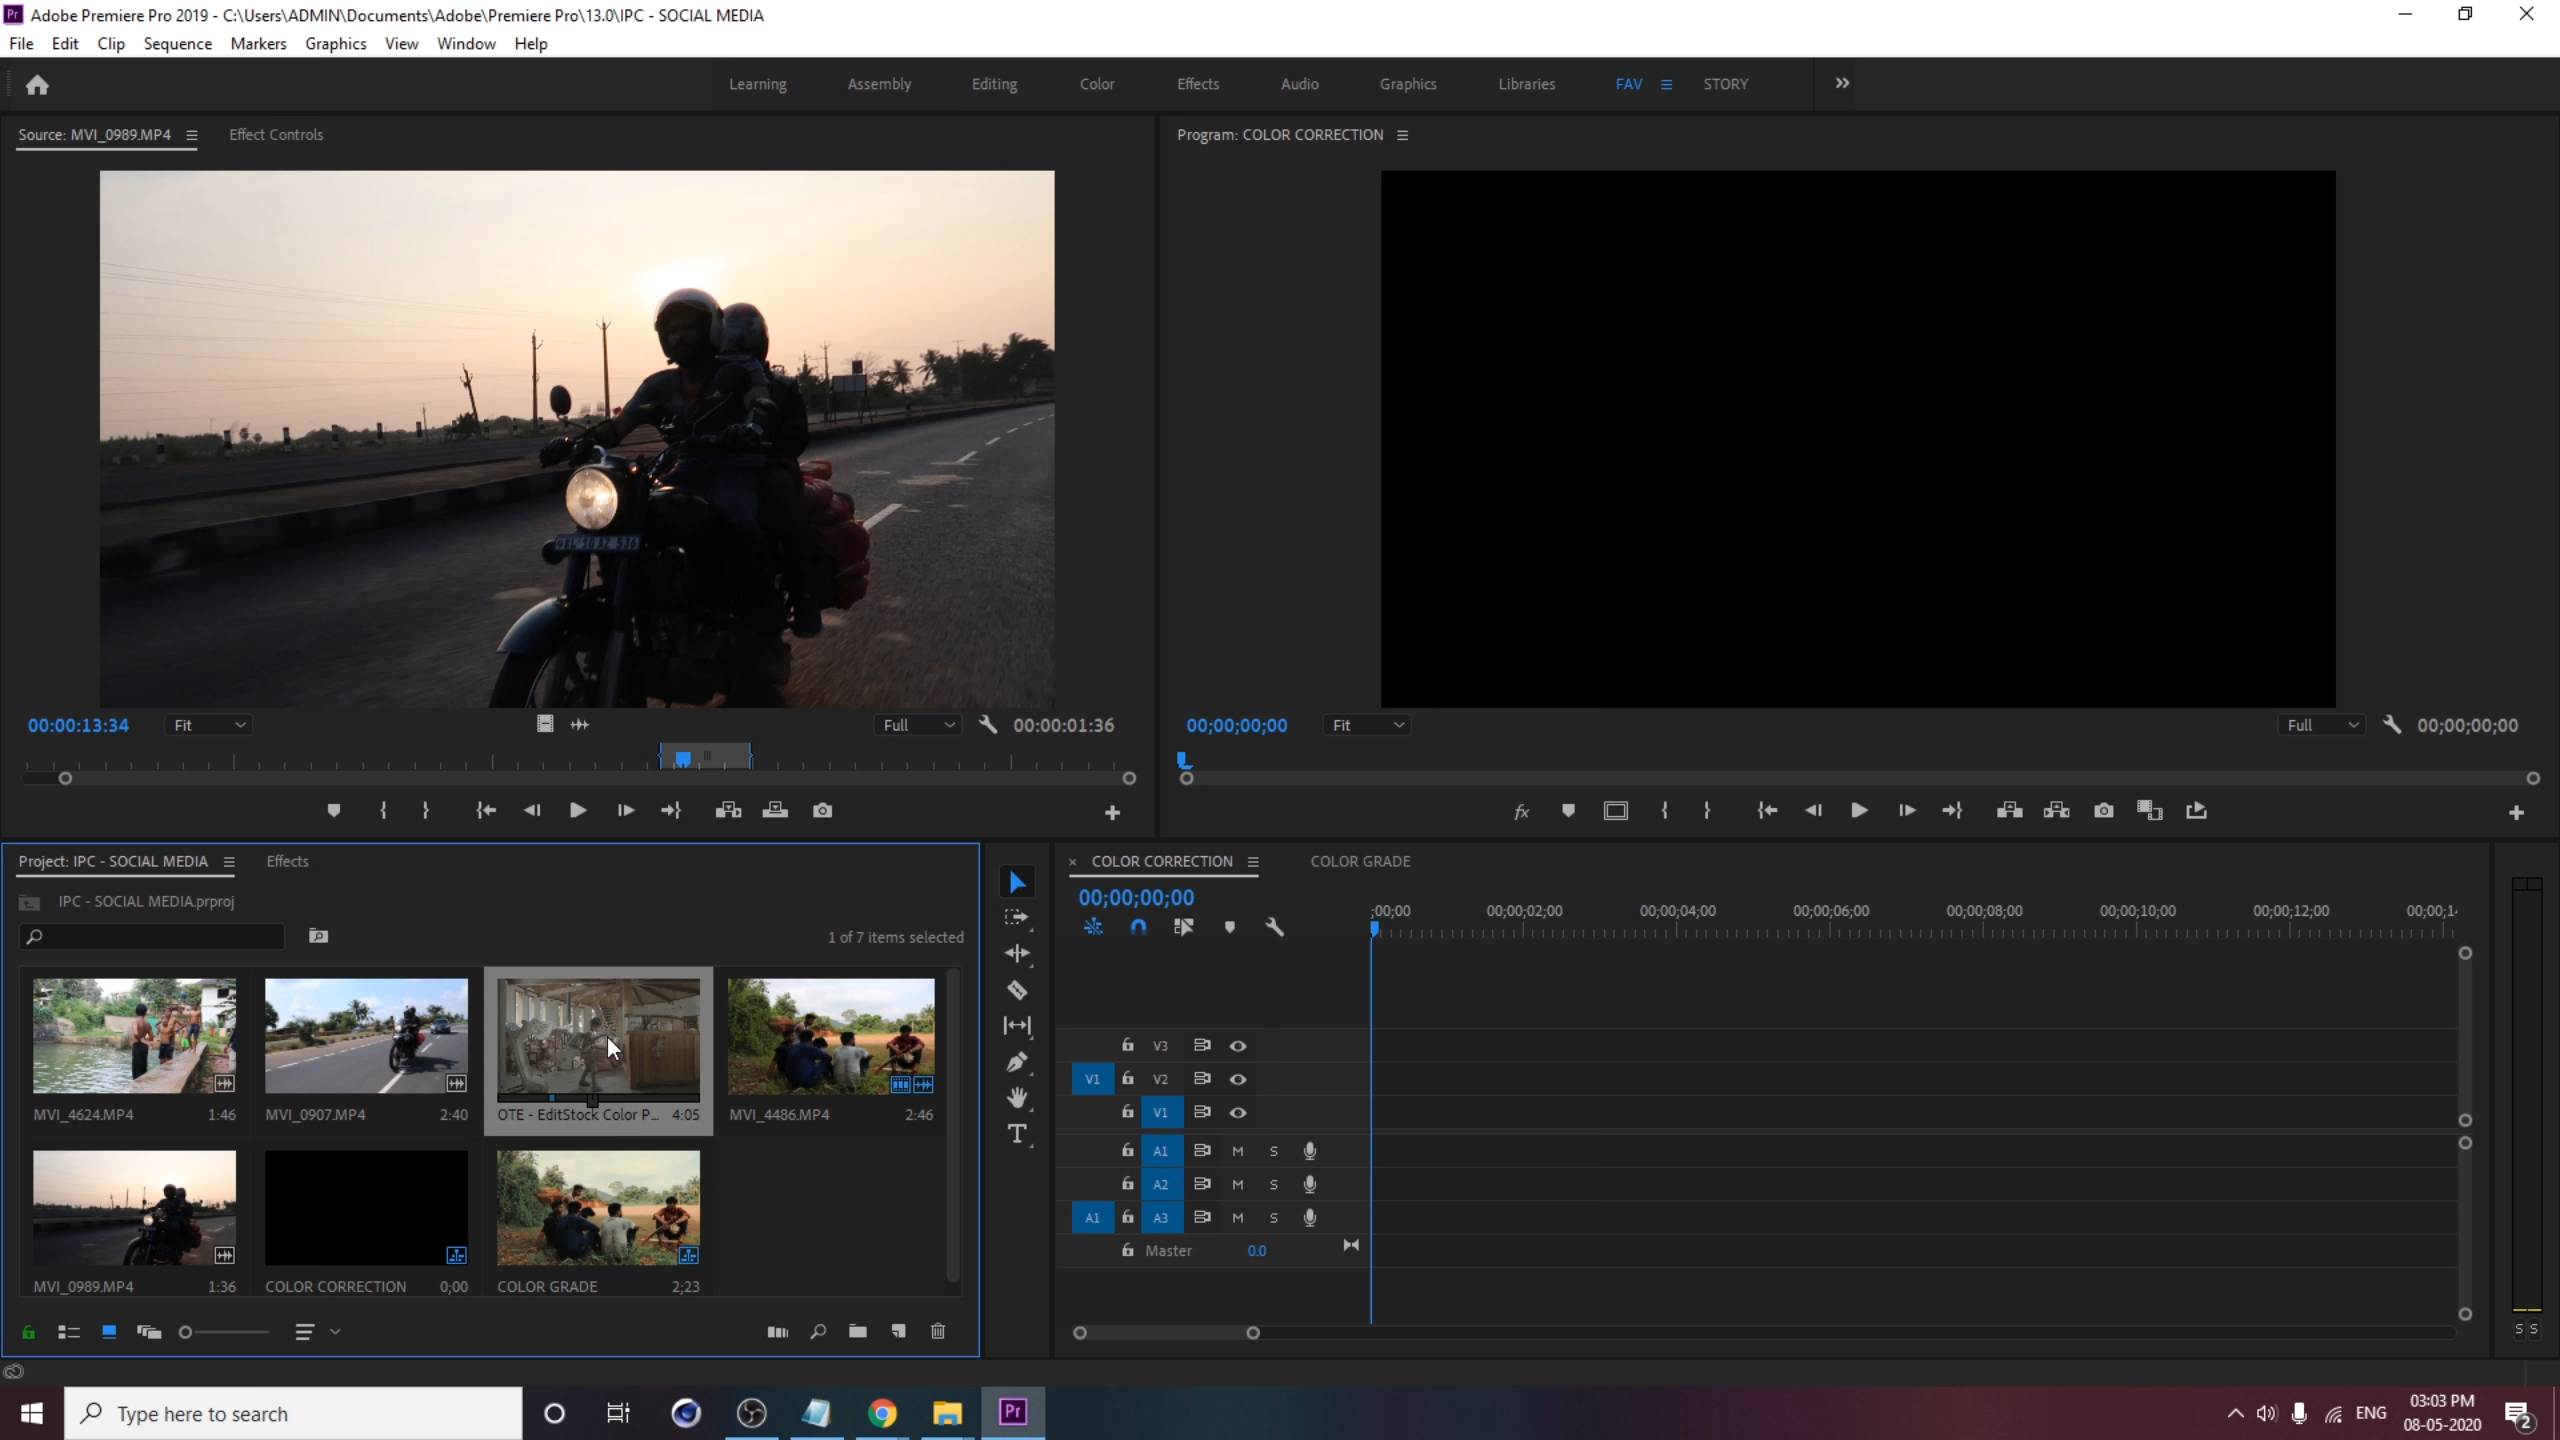 Adobe Premiere Pro 2019 - C:\Users\ADMIN\Documents\Adobe\Premiere Pro\13.0\IPC - SOCIAL MEDIA
File Edit Clip Sequence Markers Graphics View Window Help
Learning Assembly Editing Color Effects Audio Graphics Libraries FAV STORY
Source: MVI_0989.MP4 Effect Controls
Program: COLOR CORRECTION
00:00:13:34 Fit Full 00:00:01:36
00;00;00;00 Fit Full 00;00;00;00
Project: IPC - SOCIAL MEDIA Effects
IPC - SOCIAL MEDIA.prproj
1 of 7 items selected
MVI_4624.MP4 1:46
MVI_0907.MP4 2:40
OTE - EditStock Color P... 4:05
MVI_4486.MP4 2:46
MVI_0989.MP4 1:36
COLOR CORRECTION 0;00
COLOR GRADE 2;23
COLOR CORRECTION COLOR GRADE
00;00;00;00
;00;00 00;00;02;00 00;00;04;00 00;00;06;00 00;00;08;00 00;00;10;00 00;00;12;00 00;00;14
V3
V1 V2
V1
A1 M S
A2 M S
A1 A3 M S
Master 0.0
S S
Type here to search
Pr
ENG
03:03 PM
08-05-2020
2